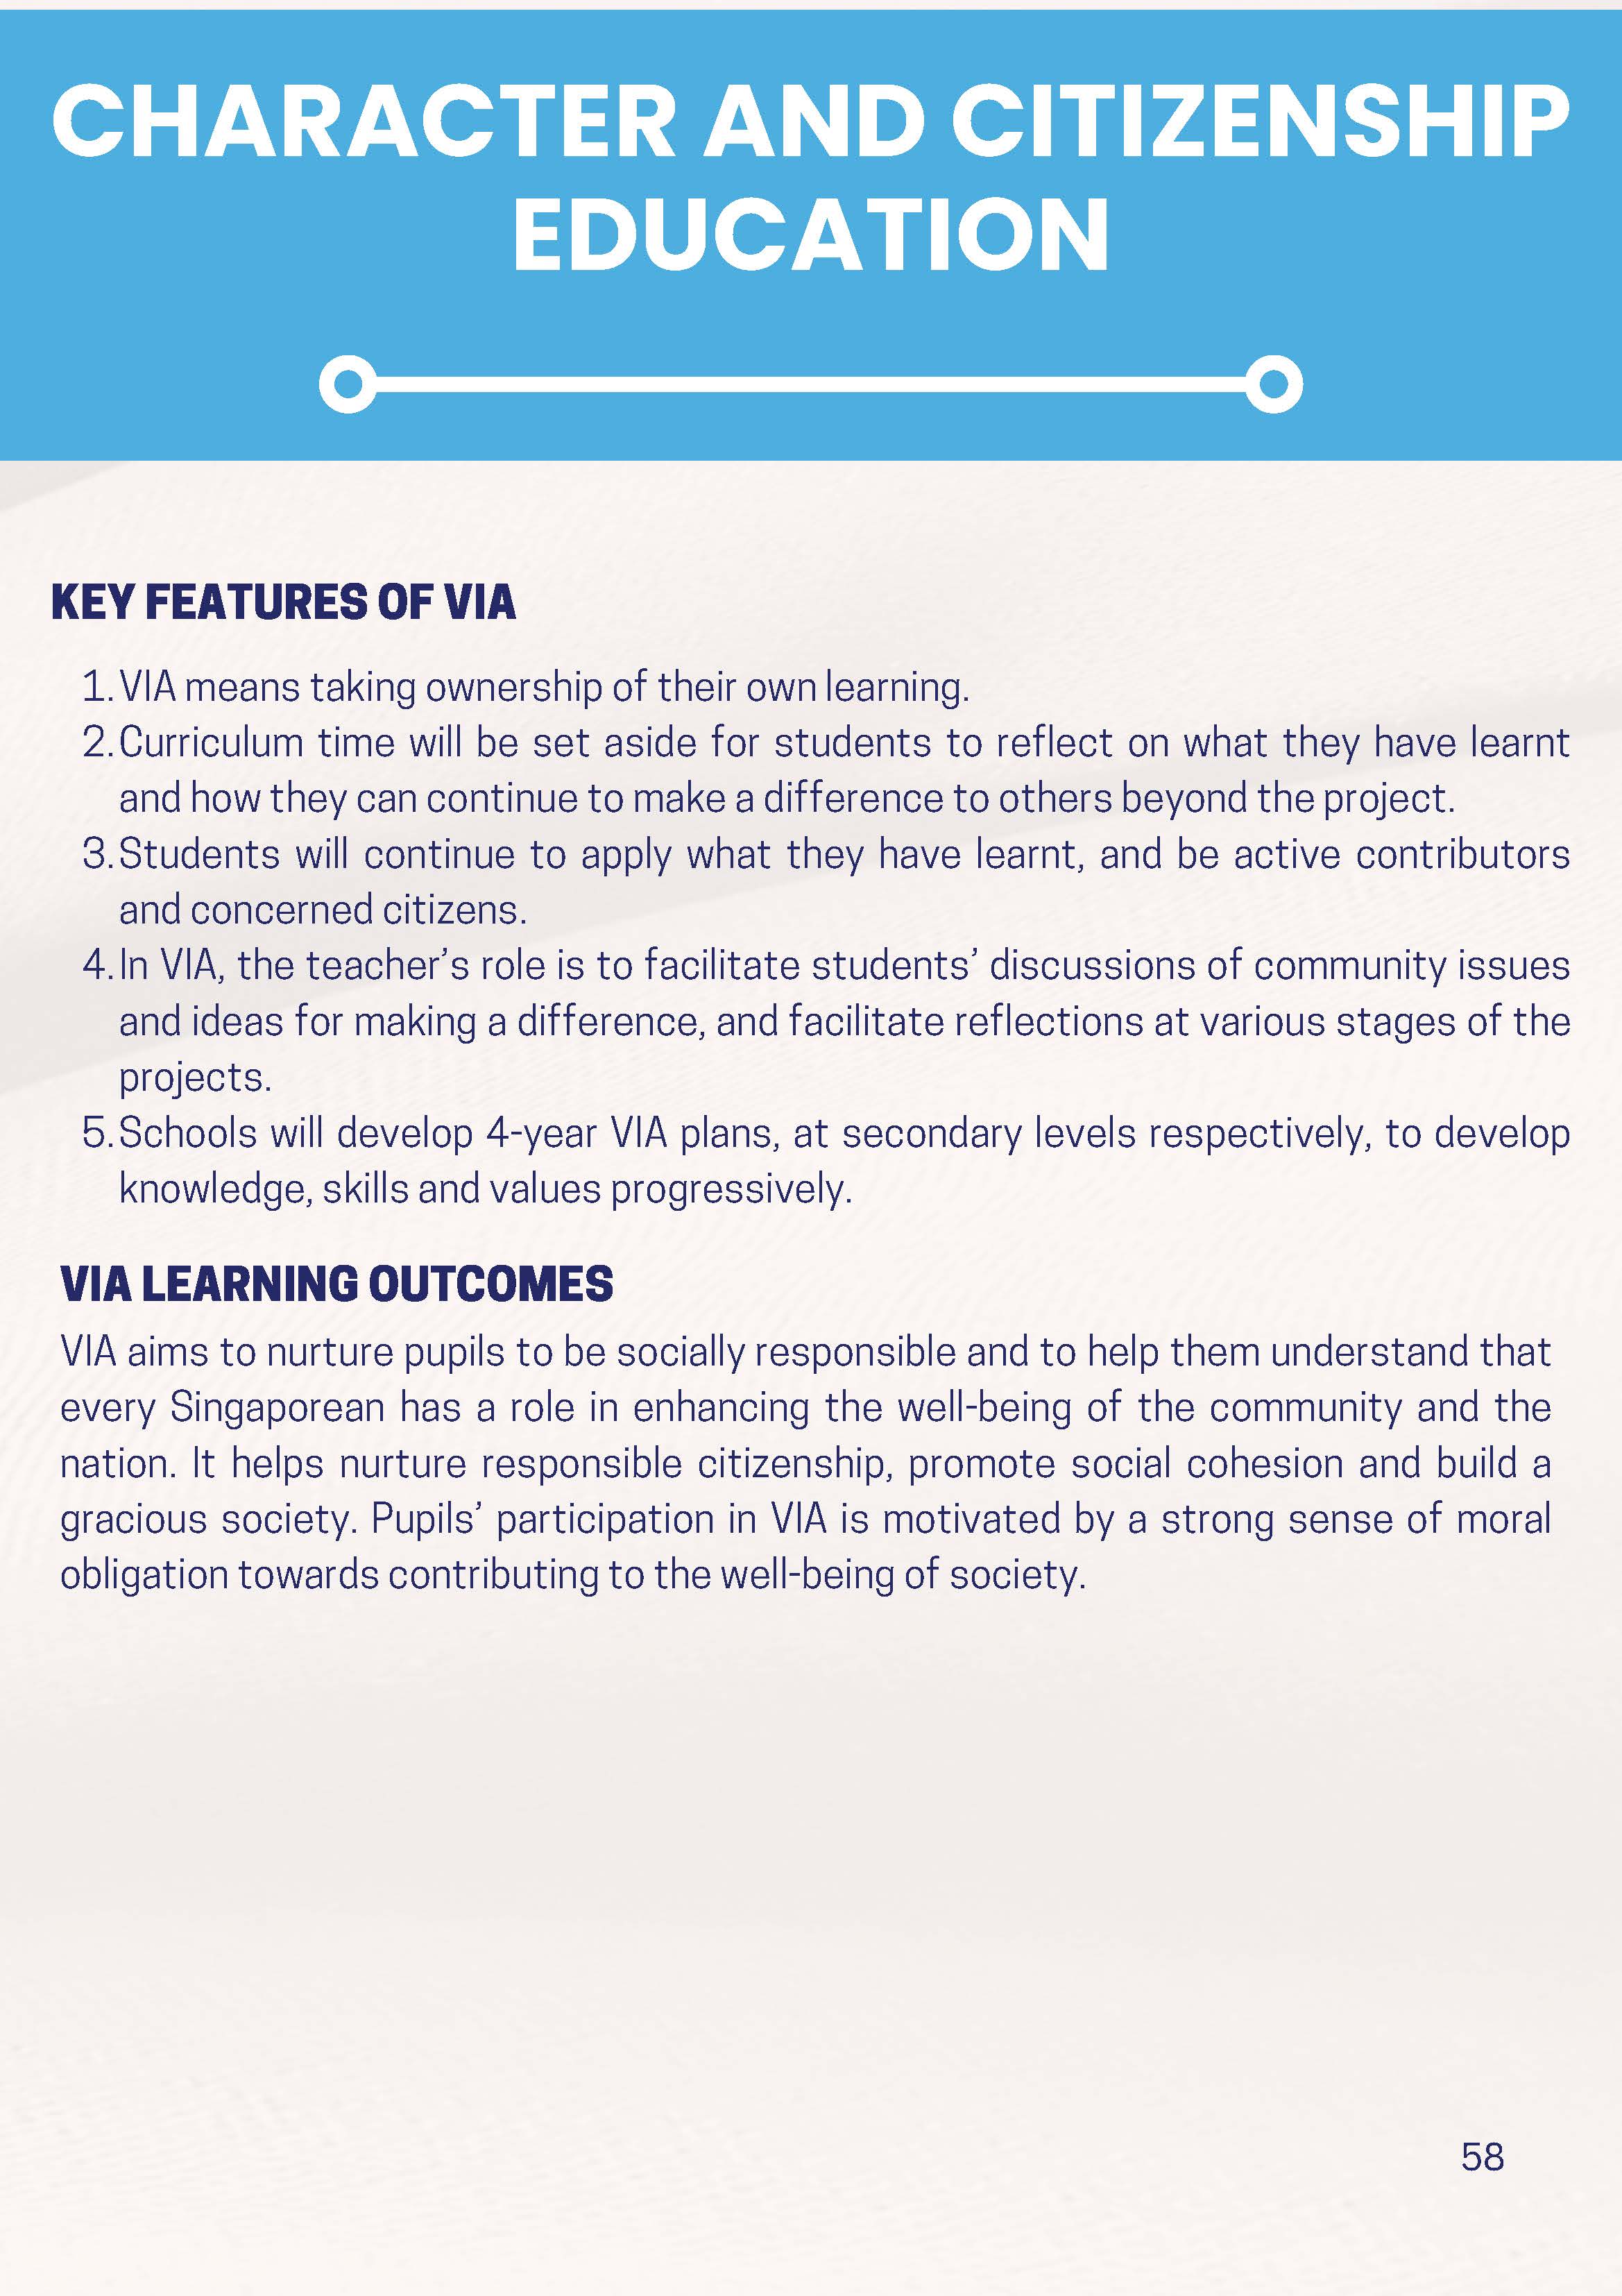 CHARACTER AND CITIZENSHIP
EDUCATION
KEY FEATURES OF VIA
1. VIA means taking ownership of their own learning.
2. Curriculum time will be set aside for students to reflect on what they have learnt
and how they can continue to make a difference to others beyond the project.
3. Students will continue to apply what they have learnt, and be active contributors
and concerned citizens.
4. In VIA, the teacher’s role is to facilitate students’ discussions of community issues
and ideas for making a difference, and facilitate reflections at various stages of the
projects.
5. Schools will develop 4-year VIA plans, at secondary levels respectively, to develop
knowledge, skills and values progressively.
VIA LEARNING OUTCOMES
VIA aims to nurture pupils to be socially responsible and to help them understand that
every Singaporean has a role in enhancing the well-being of the community and the
nation. It helps nurture responsible citizenship, promote social cohesion and build a
gracious society. Pupils’ participation in VIA is motivated by a strong sense of moral
obligation towards contributing to the well-being of society.
58